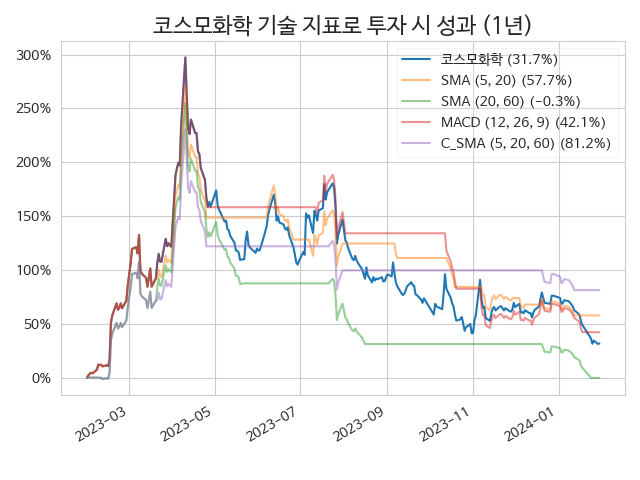 코스모화학 기술 지표로 투자 시 성과 (1년)
300%
250%
200%
150%
100%
50%
0%
코스모화학 (31.7%)
SMA (5, 20) (57.7%)
SMA (20, 60) (−0.3%)
MACD (12, 26, 9) (42.1%)
C_SMA (5, 20, 60) (81.2%)
2023−03
2023−05
2023−07
2023−09
2023−11
2024−01